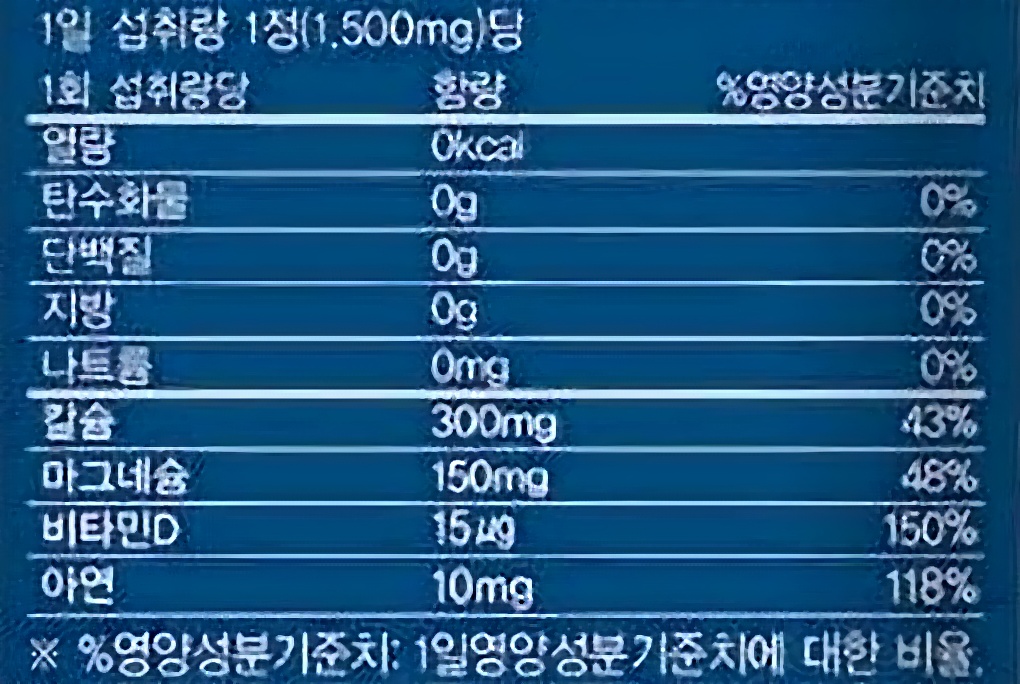 1일 섭취량 1정(1,500mg)당
1회 섭취량당 함량 %영양성분기준치
열량 0kcal
탄수화물 0g 0%
단백질 0g 0%
지방 0g 0%
나트륨 0mg 0%
칼슘 300mg 43%
마그네슘 150mg 48%
비타민D 15㎍ 150%
아연 10mg 118%
※ %영양성분기준치: 1일영양성분기준치에 대한 비율.